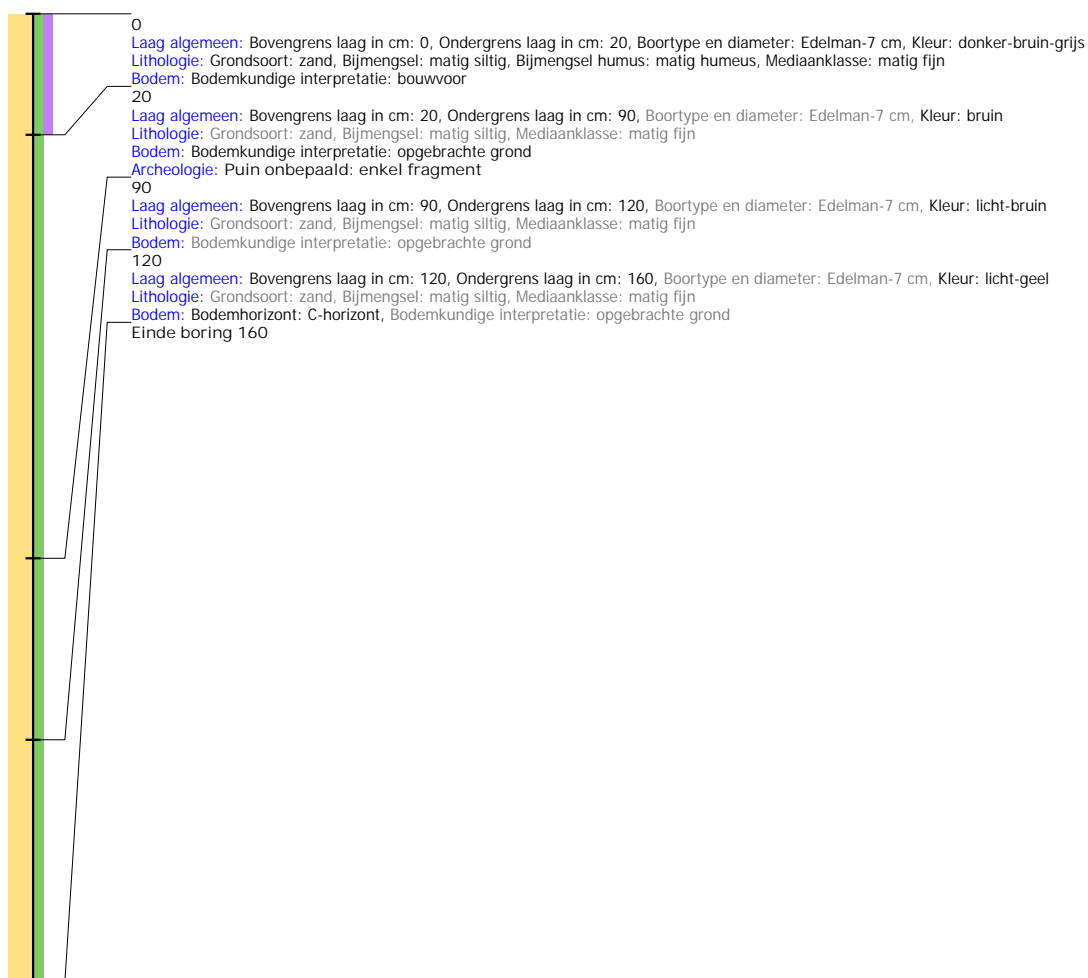 0
Laag algemeen: Bovengrens laag in cm: 0, Ondergrens laag in cm: 20, Boortype en diameter: Edelman-7 cm, Kleur: donker-bruin-grijs
Lithologie: Grondsoort: zand, Bijmengsel: matig siltig, Bijmengsel humus: matig humeus, Mediaanklasse: matig fijn
Bodem: Bodemkundige interpretatie: bouwvoor
20
Laag algemeen: Bovengrens laag in cm: 20, Ondergrens laag in cm: 90, Boortype en diameter: Edelman-7 cm, Kleur: bruin
Lithologie: Grondsoort: zand, Bijmengsel: matig siltig, Mediaanklasse: matig fijn
Bodem: Bodemkundige interpretatie: opgebrachte grond
Archeologie: Puin onbepaald: enkel fragment
90
Laag algemeen: Bovengrens laag in cm: 90, Ondergrens laag in cm: 120, Boortype en diameter: Edelman-7 cm, Kleur: licht-bruin
Lithologie: Grondsoort: zand, Bijmengsel: matig siltig, Mediaanklasse: matig fijn
Bodem: Bodemkundige interpretatie: opgebrachte grond
120
Laag algemeen: Bovengrens laag in cm: 120, Ondergrens laag in cm: 160, Boortype en diameter: Edelman-7 cm, Kleur: licht-geel
Lithologie: Grondsoort: zand, Bijmengsel: matig siltig, Mediaanklasse: matig fijn
Bodem: Bodemhorizont: C-horizont, Bodemkundige interpretatie: opgebrachte grond
Einde boring 160